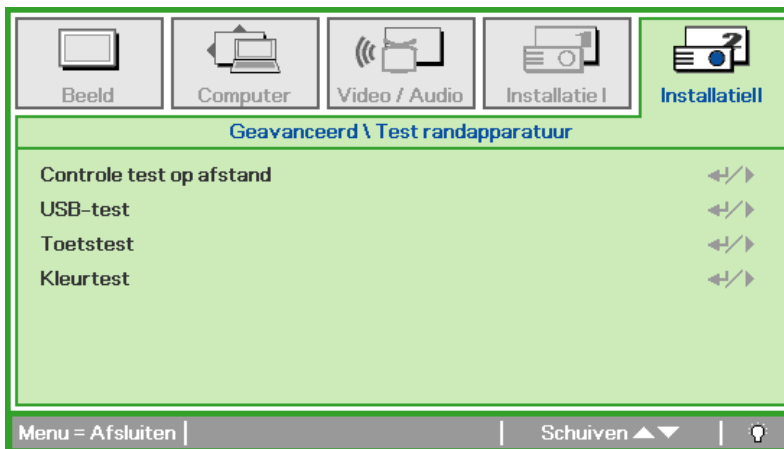 Beeld
Computer
Video / Audio
Installatie I
InstallatieII
Geavanceerd \ Test randapparatuur
Controle test op afstand
USB-test
Toetstest
Kleurtest
Menu = Afsluiten
Schuiven